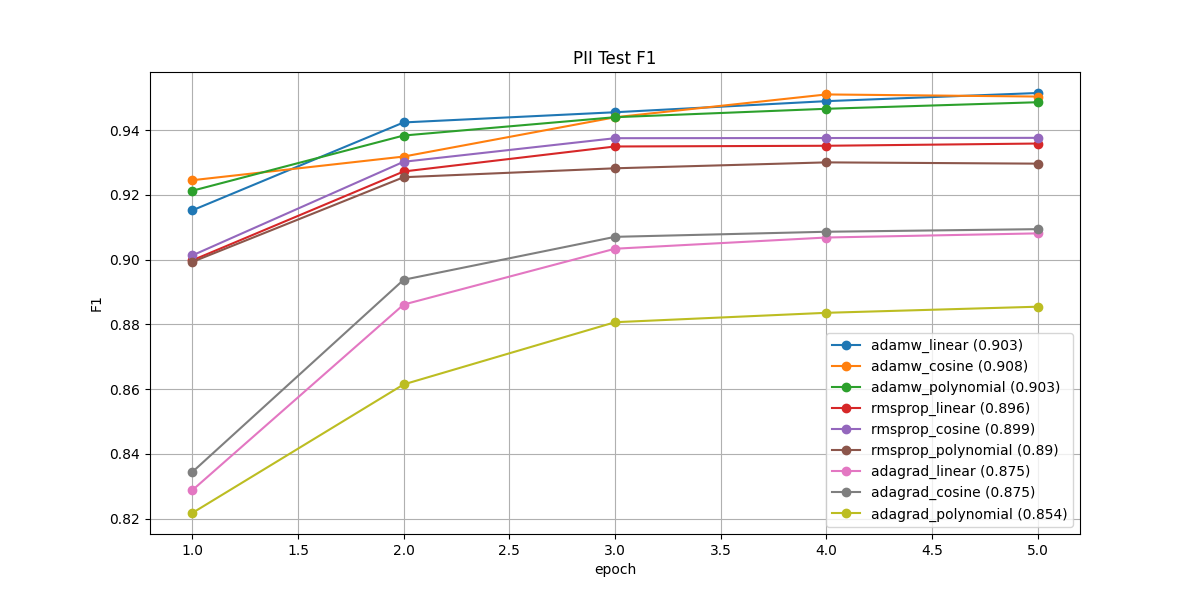 PII Test F1
F1
0.94
0.92
0.90
0.88
0.86
0.84
0.82
adamw_linear (0.903)
adamw_cosine (0.908)
adamw_polynomial (0.903)
rmsprop_linear (0.896)
rmsprop_cosine (0.899)
rmsprop_polynomial (0.89)
adagrad_linear (0.875)
adagrad_cosine (0.875)
adagrad_polynomial (0.854)
1.0 1.5 2.0 2.5 3.0 3.5 4.0 4.5 5.0
epoch